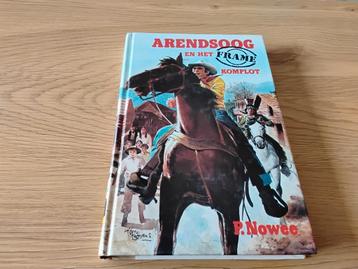 ARENDSOOG
EN HET FRAME
KOMPLOT
P. Nowee